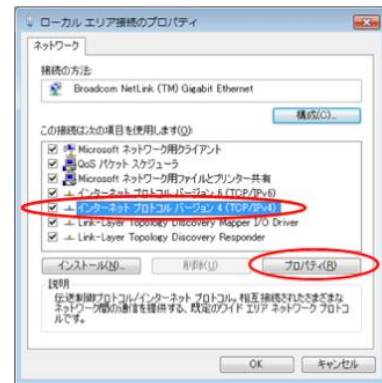 ローカル エリア接続のプロパティ
ネットワーク
接続の方法:
Broadcom NetLink (TM) Gigabit Ethernet
構成(C)...
この接続は次の項目を使用します(O):
Microsoft ネットワーク用クライアント
QoS パケット スケジューラ
Microsoft ネットワーク用ファイルとプリンター共有
インターネット プロトコル バージョン 6 (TCP/IPv6)
インターネット プロトコル バージョン 4 (TCP/IPv4)
Link-Layer Topology Discovery Mapper I/O Driver
Link-Layer Topology Discovery Responder
インストール(N)... 削除(U) プロパティ(R)
説明
伝送制御プロトコル/インターネット プロトコル。相互接続されたさまざまな
ネットワーク間の通信を提供する、既定のワイド エリア ネットワーク プロトコ
ルです。
OK キャンセル